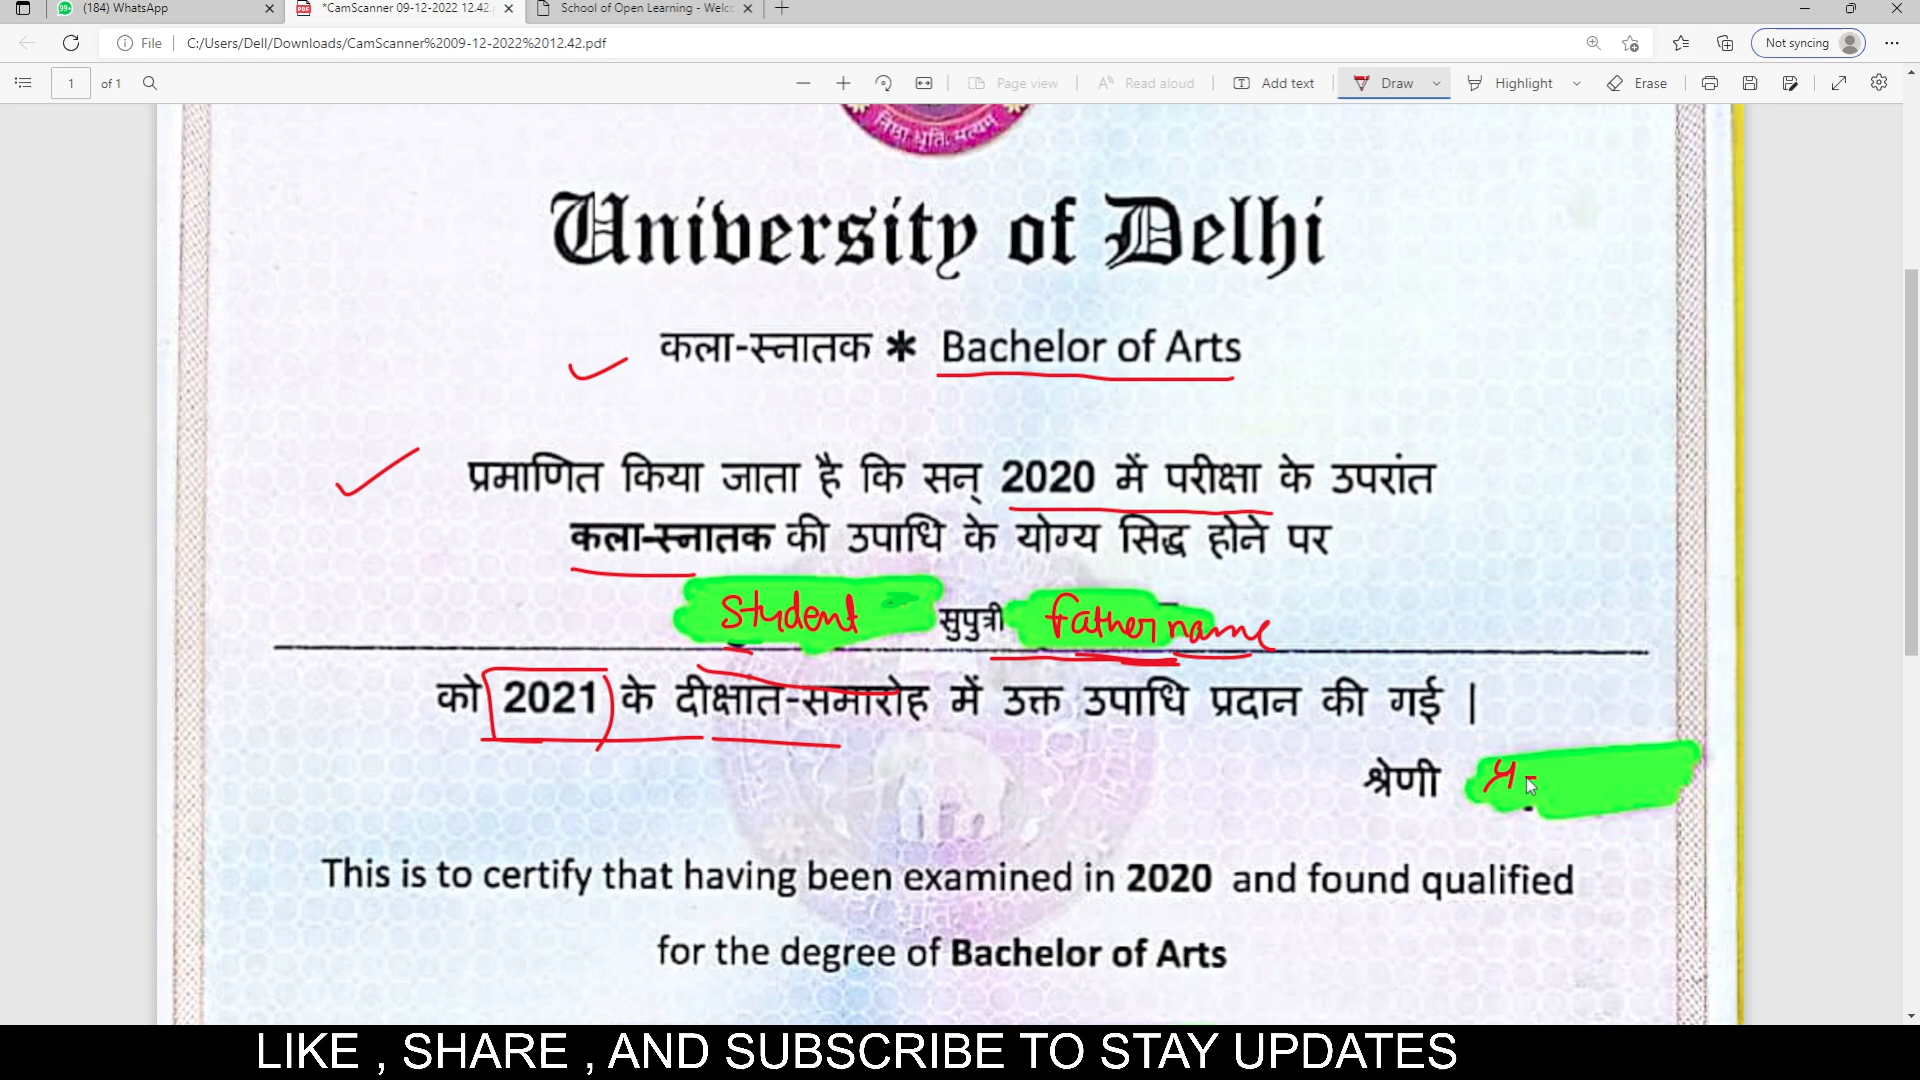 (184) WhatsApp
*CamScanner 09-12-2022 12.42.
School of Open Learning - Welc
File
C:/Users/Dell/Downloads/CamScanner%2009-12-2022%2012.42.pdf
Not syncing
1 of 1
Page view
Read aloud
Add text
Draw
Highlight
Erase
निष्ठा धृतिः सत्यम्
University of Delhi
कला-स्नातक * Bachelor of Arts
प्रमाणित किया जाता है कि सन् 2020 में परीक्षा के उपरांत
कला-स्नातक की उपाधि के योग्य सिद्ध होने पर
Student सुपुत्री father name
को 2021 के दीक्षांत-समारोह में उक्त उपाधि प्रदान की गई |
श्रेणी
This is to certify that having been examined in 2020 and found qualified
for the degree of Bachelor of Arts
LIKE , SHARE , AND SUBSCRIBE TO STAY UPDATES